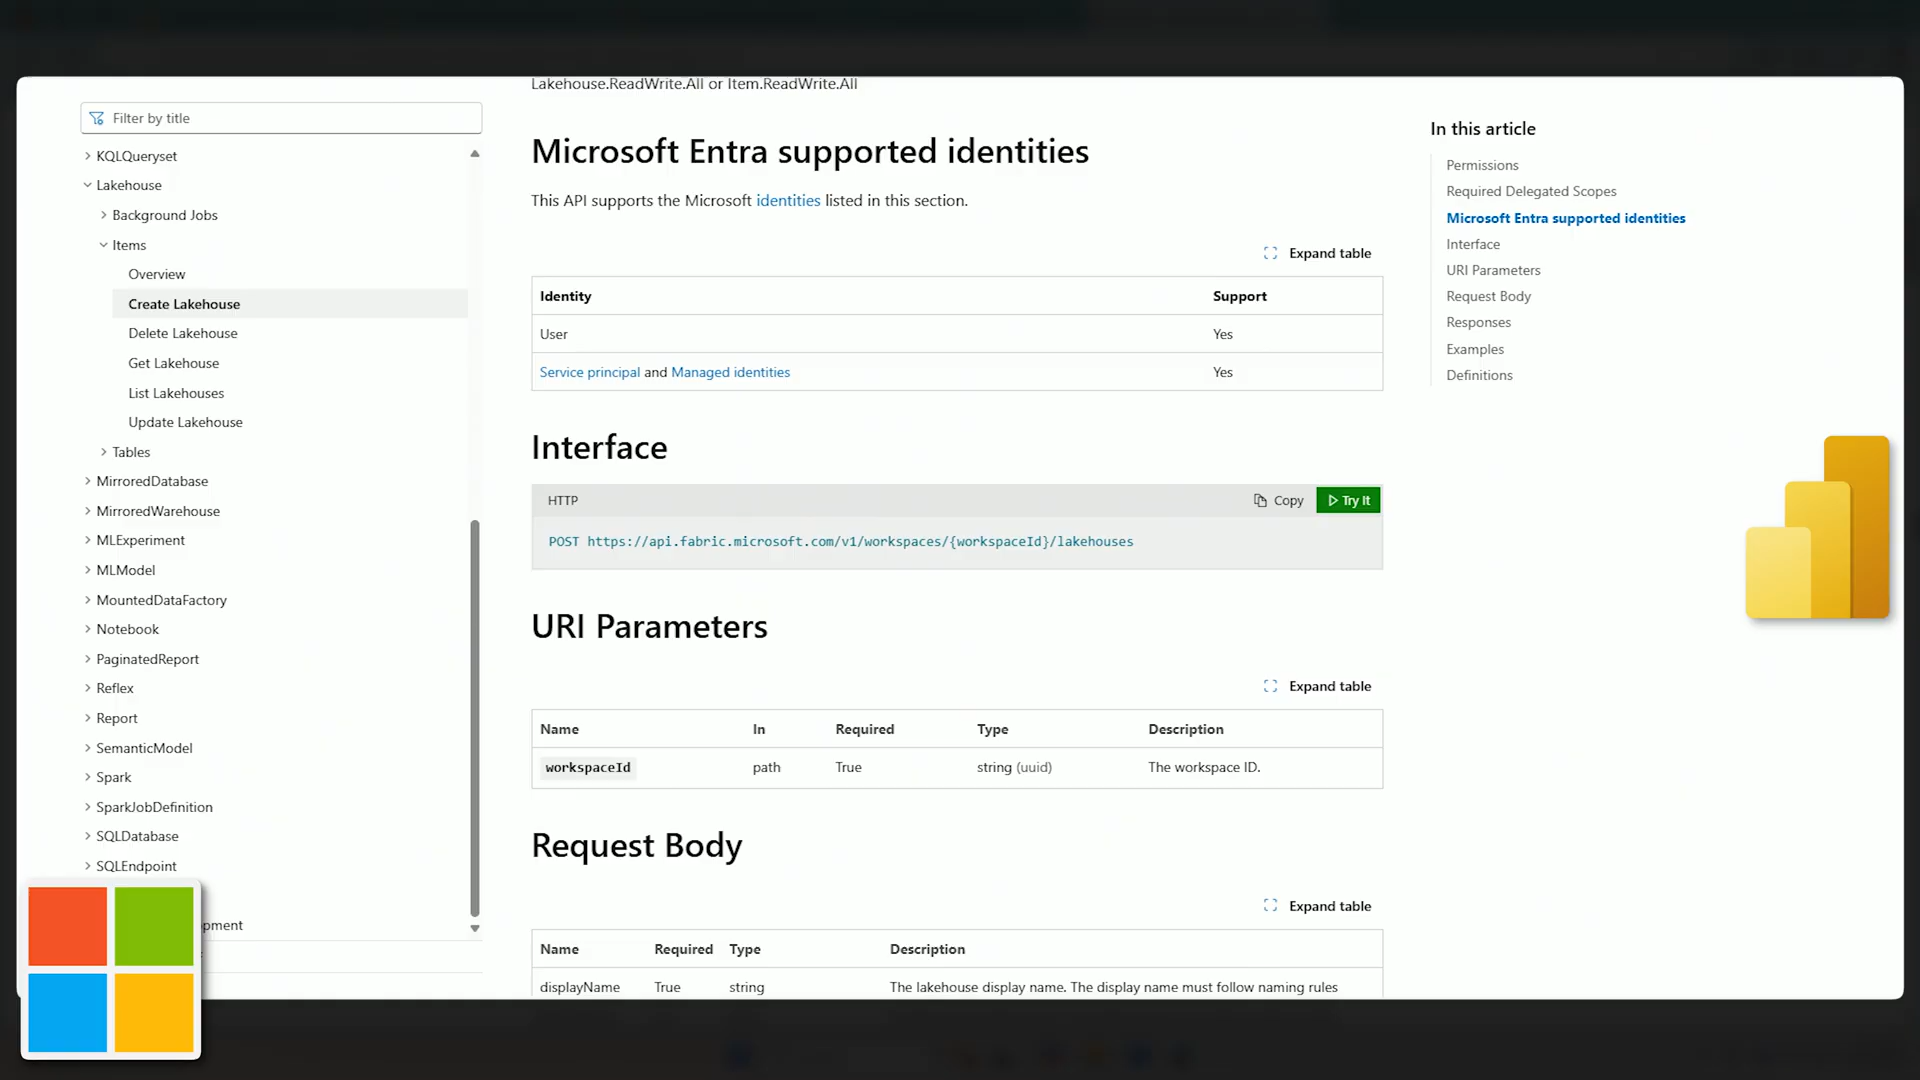 Filter by title
KQLQueryset
Lakehouse
Background Jobs
Items
Overview
Create Lakehouse
Delete Lakehouse
Get Lakehouse
List Lakehouses
Update Lakehouse
Tables
MirroredDatabase
MirroredWarehouse
MLExperiment
MLModel
MountedDataFactory
Notebook
PaginatedReport
Reflex
Report
SemanticModel
Spark
SparkJobDefinition
SQLDatabase
SQLEndpoint
Lakehouse.ReadWrite.All or Item.ReadWrite.All
Microsoft Entra supported identities
This API supports the Microsoft identities listed in this section.
Expand table
Identity Support
User Yes
Service principal and Managed identities Yes
Interface
HTTP Copy Try It
POST https://api.fabric.microsoft.com/v1/workspaces/{workspaceId}/lakehouses
URI Parameters
Expand table
Name In Required Type Description
workspaceId path True string (uuid) The workspace ID.
Request Body
Expand table
Name Required Type Description
displayName True string The lakehouse display name. The display name must follow naming rules
In this article
Permissions
Required Delegated Scopes
Microsoft Entra supported identities
Interface
URI Parameters
Request Body
Responses
Examples
Definitions